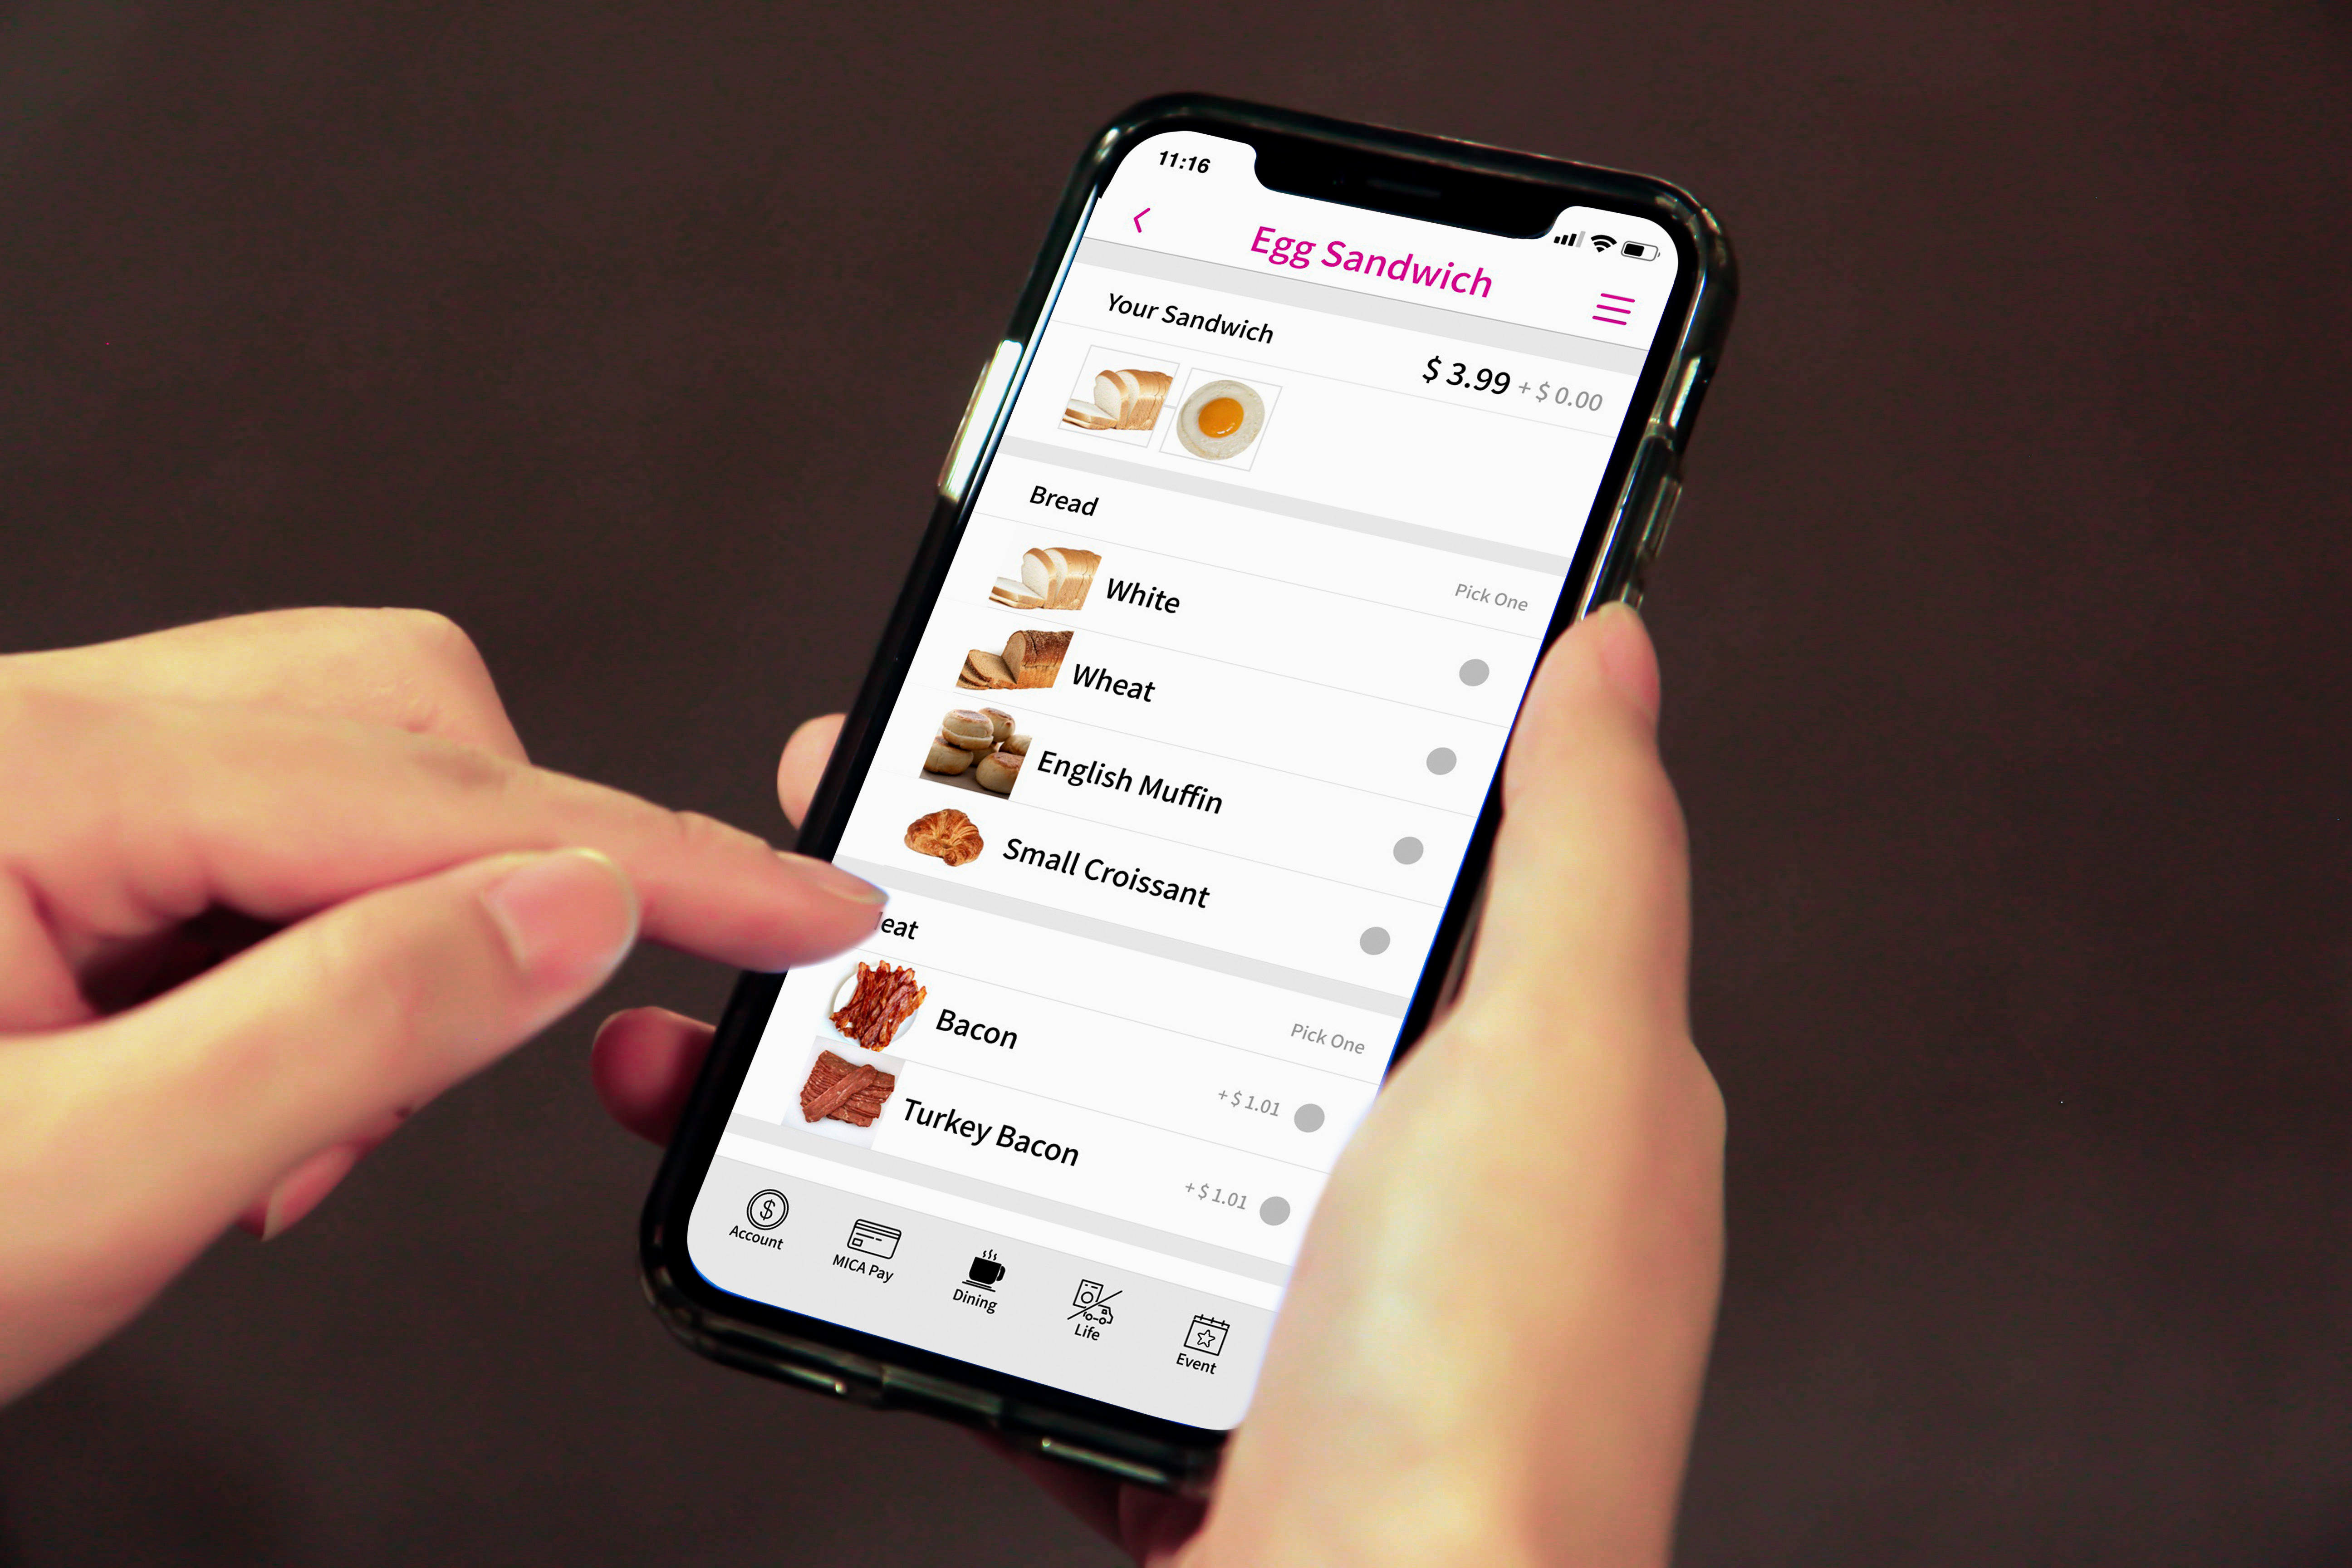 11:16
Egg Sandwich
Your Sandwich
$ 3.99 + $ 0.00
Bread
Pick One
White
Wheat
English Muffin
Small Croissant
eat
Pick One
Bacon
+ $ 1.01
Turkey Bacon
+ $ 1.01
Account
MICA Pay
Dining
Life
Event